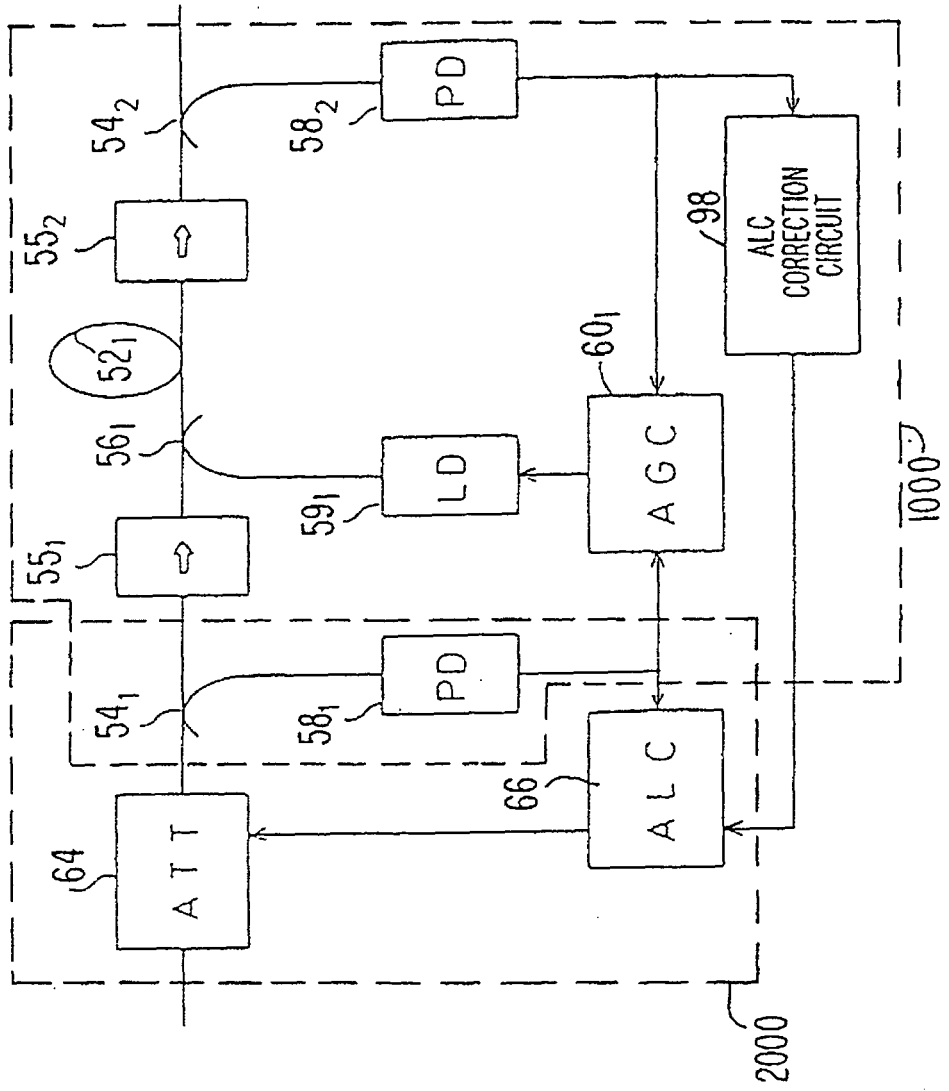 64
ATT
54₁
55₁
56₁
52₁
55₂
54₂
58₁
PD
59₁
LD
58₂
PD
66
ALC
60₁
AGC
98
ALC
CORRECTION
CIRCUIT
2000
1000